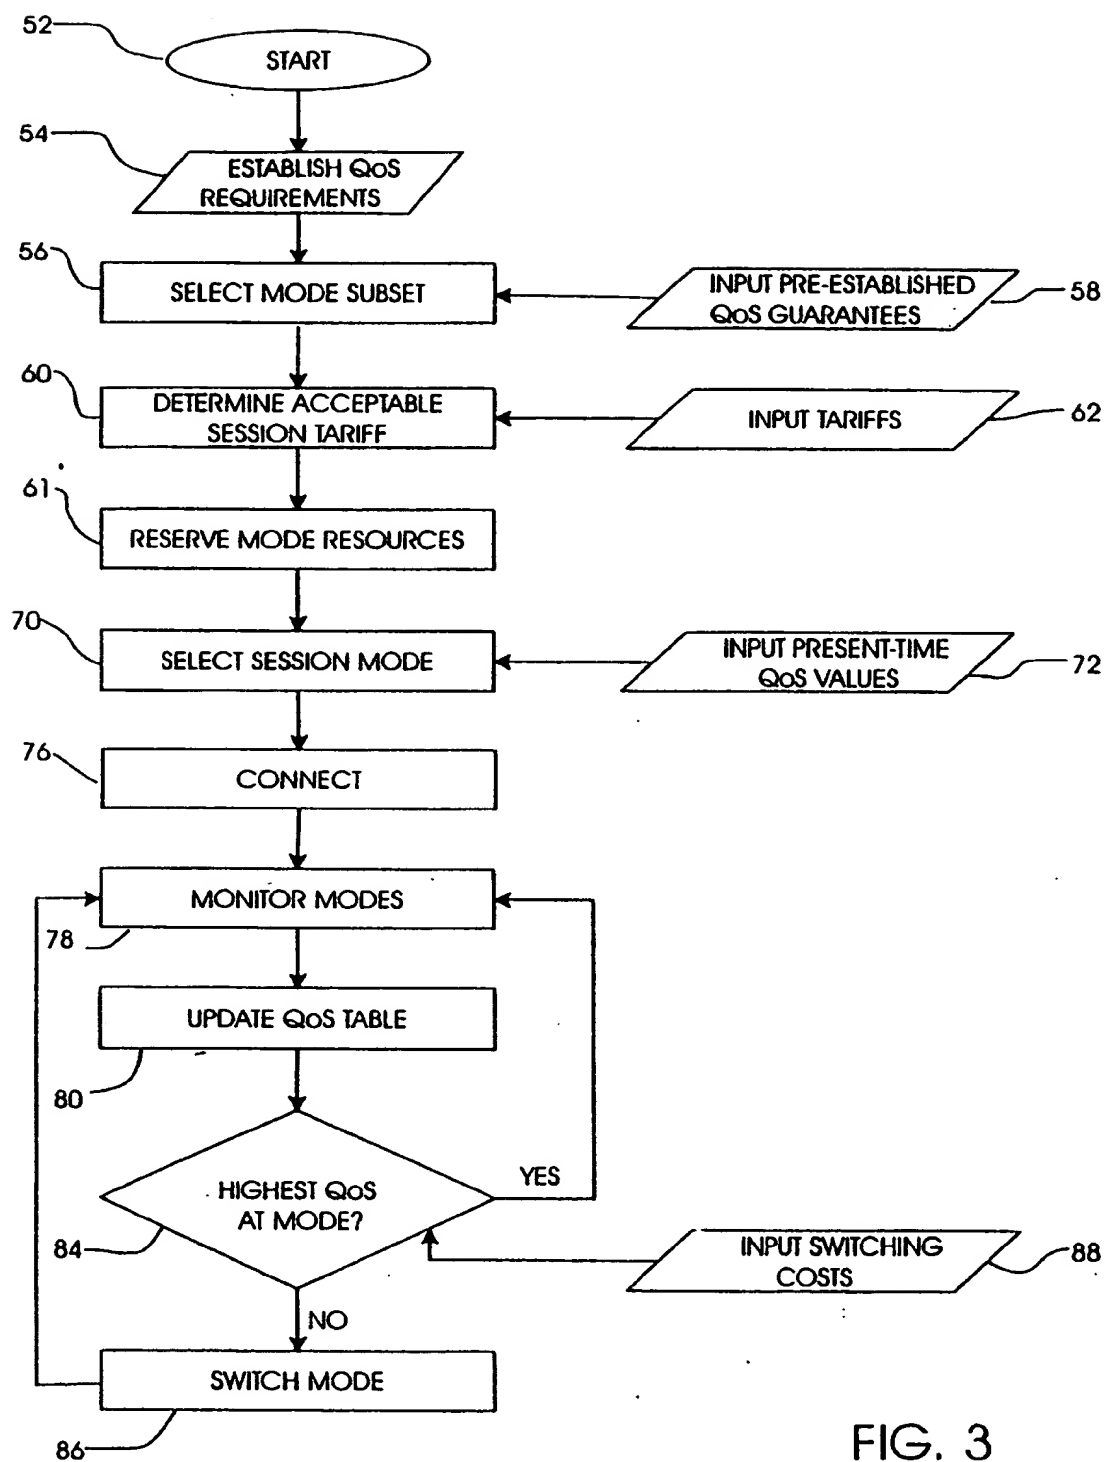 52
START
54
ESTABLISH QoS
REQUIREMENTS
56
SELECT MODE SUBSET
INPUT PRE-ESTABLISHED
QoS GUARANTEES
58
60
DETERMINE ACCEPTABLE
SESSION TARIFF
INPUT TARIFFS
62
61
RESERVE MODE RESOURCES
70
SELECT SESSION MODE
INPUT PRESENT-TIME
QoS VALUES
72
76
CONNECT
MONITOR MODES
78
UPDATE QoS TABLE
80
HIGHEST QoS
AT MODE?
YES
84
INPUT SWITCHING
COSTS
88
NO
SWITCH MODE
86
FIG. 3